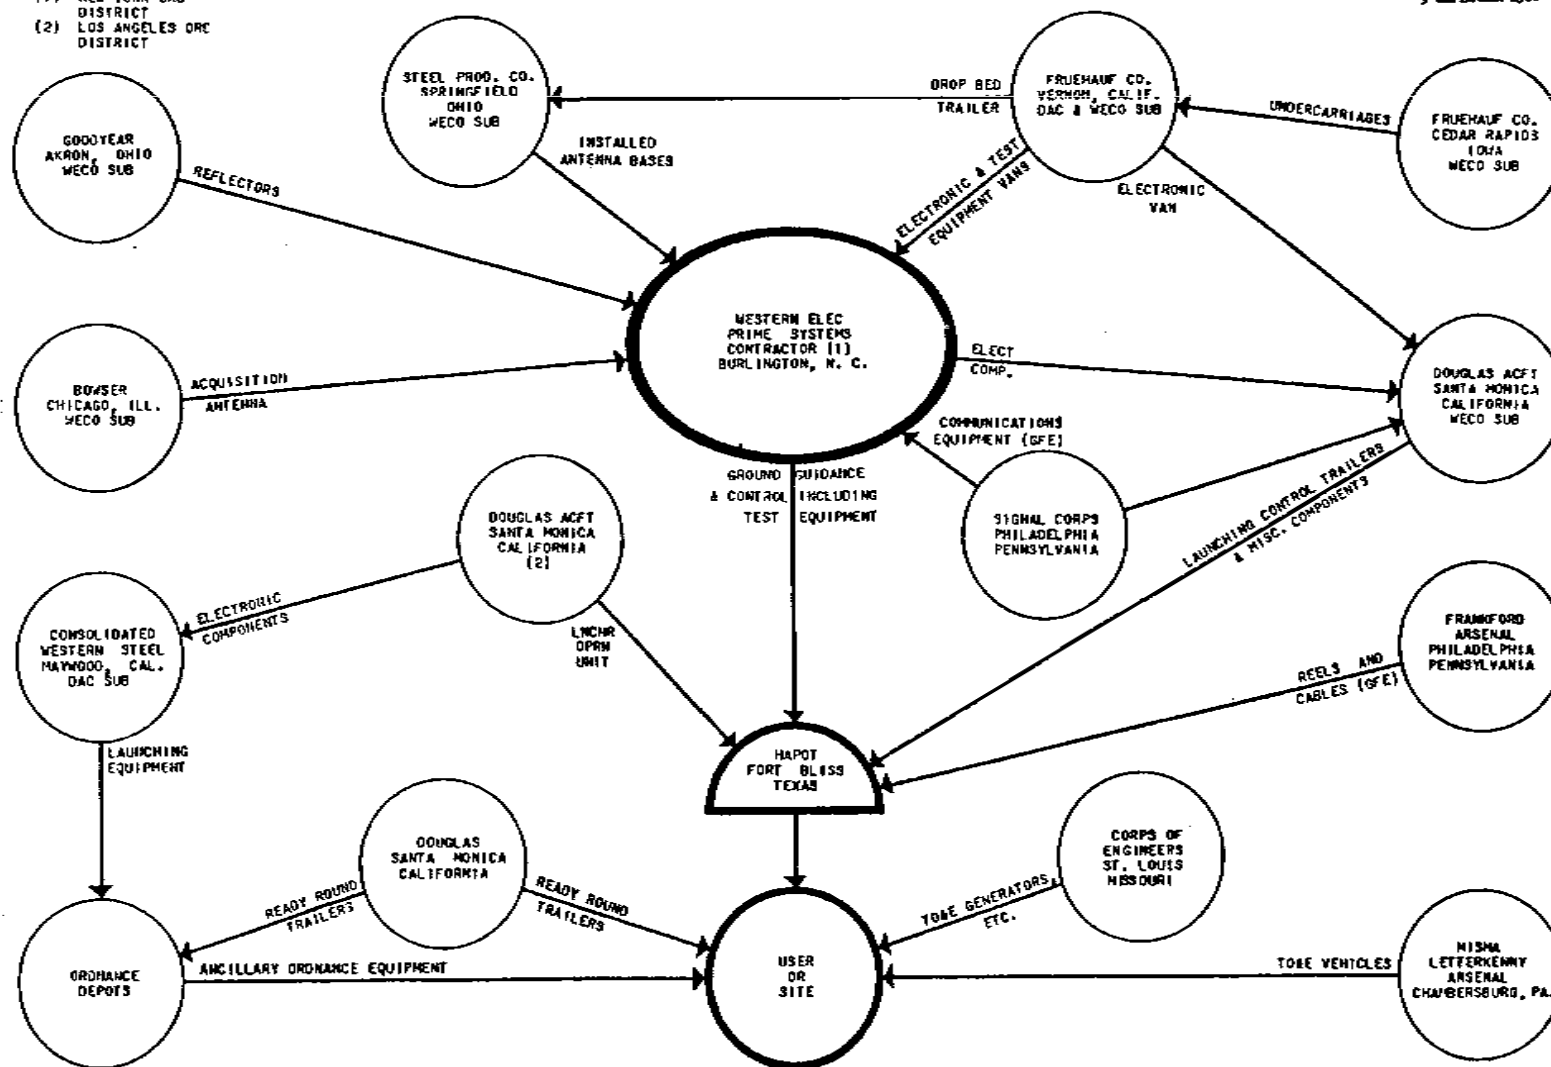 DISTRICT
(2) LOS ANGELES ORC
DISTRICT
STEEL PROD. CO.
SPRINGFIELD
OHIO
WECO SUB
DROP BED
TRAILER
FRUEHAUF CO.
VERNON, CALIF.
DAC & WECO SUB
UNDERCARRIAGES
FRUEHAUF CO.
CEDAR RAPIDS
IOWA
WECO SUB
GOODYEAR
AKRON, OHIO
WECO SUB
REFLECTORS
INSTALLED
ANTENNA BASES
ELECTRONIC & TEST
EQUIPMENT VANS
ELECTRONIC
VAN
WESTERN ELEC
PRIME SYSTEMS
CONTRACTOR (1)
BURLINGTON, N. C.
BOWSER
CHICAGO, ILL.
WECO SUB
ACQUISITION
ANTENNA
ELECT
COMP.
DOUGLAS ACFT
SANTA MONICA
CALIFORNIA
WECO SUB
COMMUNICATIONS
EQUIPMENT (GFE)
GROUND GUIDANCE
& CONTROL INCLUDING
TEST EQUIPMENT
SIGNAL CORPS
PHILADELPHIA
PENNSYLVANIA
LAUNCHING CONTROL TRAILERS
& MISC. COMPONENTS
DOUGLAS ACFT
SANTA MONICA
CALIFORNIA
(2)
ELECTRONIC
COMPONENTS
LNCHR
OPRN
UNIT
CONSOLIDATED
WESTERN STEEL
MAYWOOD, CAL.
DAC SUB
FRANKFORD
ARSENAL
PHILADELPHIA
PENNSYLVANIA
REELS AND
CABLES (GFE)
LAUNCHING
EQUIPMENT
HAPOT
FORT BLISS
TEXAS
DOUGLAS
SANTA MONICA
CALIFORNIA
READY ROUND
TRAILERS
READY ROUND
TRAILERS
CORPS OF
ENGINEERS
ST. LOUIS
MISSOURI
TO&E GENERATORS,
ETC.
ORDNANCE
DEPOTS
ANCILLARY ORDNANCE EQUIPMENT
USER
OR
SITE
TO&E VEHICLES
MISMA
LETTERKENNY
ARSENAL
CHAMBERSBURG, PA.